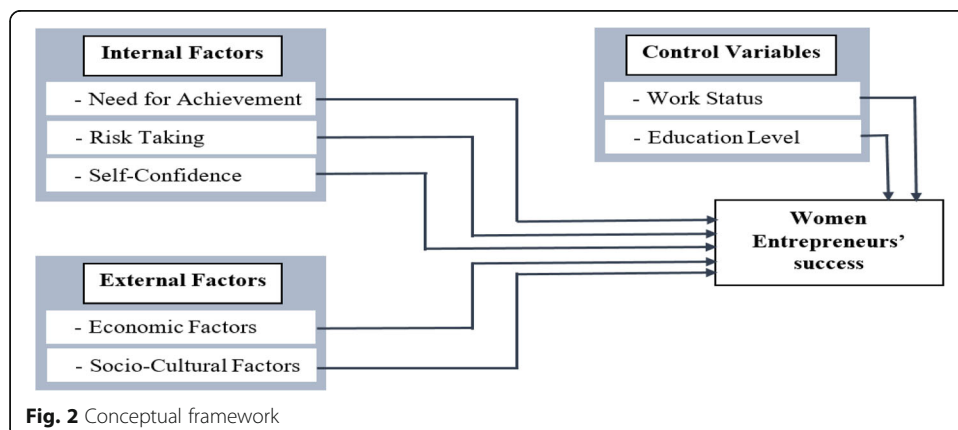 Internal Factors
- Need for Achievement
- Risk Taking
- Self-Confidence
External Factors
- Economic Factors
- Socio-Cultural Factors
Control Variables
- Work Status
- Education Level
Women
Entrepreneurs’
success
Fig. 2 Conceptual framework